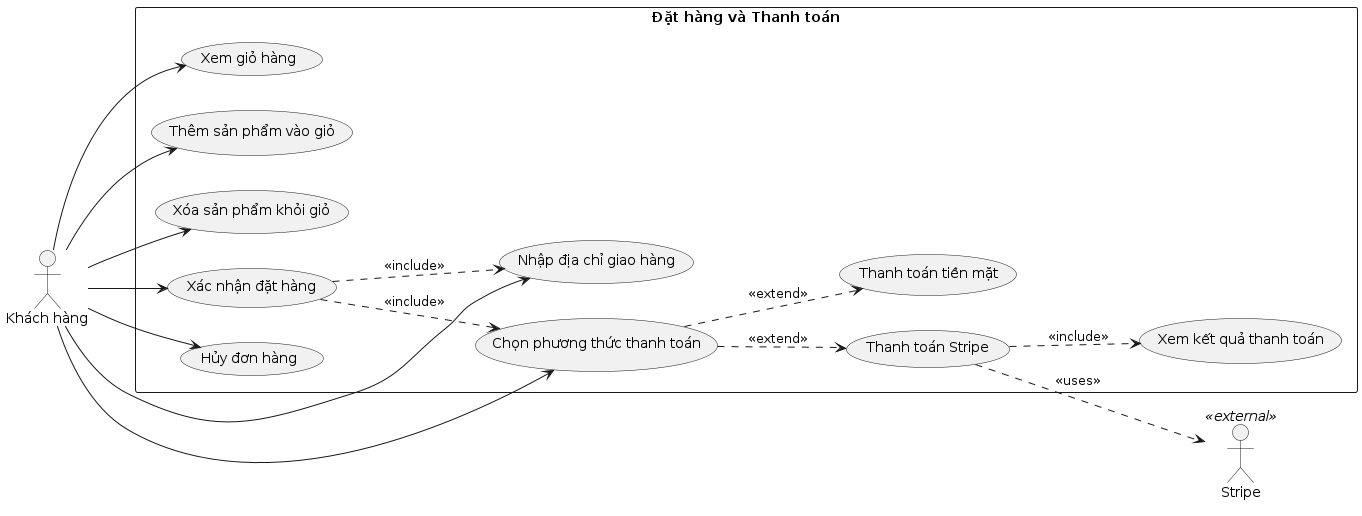 Đặt hàng và Thanh toán
Xem giỏ hàng
Thêm sản phẩm vào giỏ
Xóa sản phẩm khỏi giỏ
Xác nhận đặt hàng
Hủy đơn hàng
Khách hàng
«include»
«include»
Nhập địa chỉ giao hàng
Chọn phương thức thanh toán
«extend»
«extend»
Thanh toán tiền mặt
Thanh toán Stripe
«include»
«uses»
Xem kết quả thanh toán
«external»
Stripe